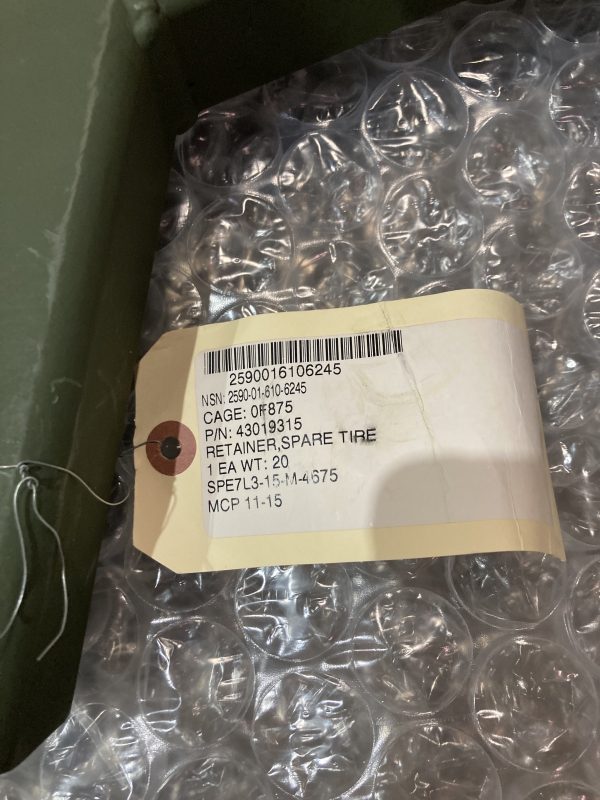 2590016106245
NSN: 2590-01-610-6245
CAGE: 0F875
P/N: 43019315
RETAINER,SPARE TIRE
1 EA WT: 20
SPE7L3-15-M-4675
MCP 11-15